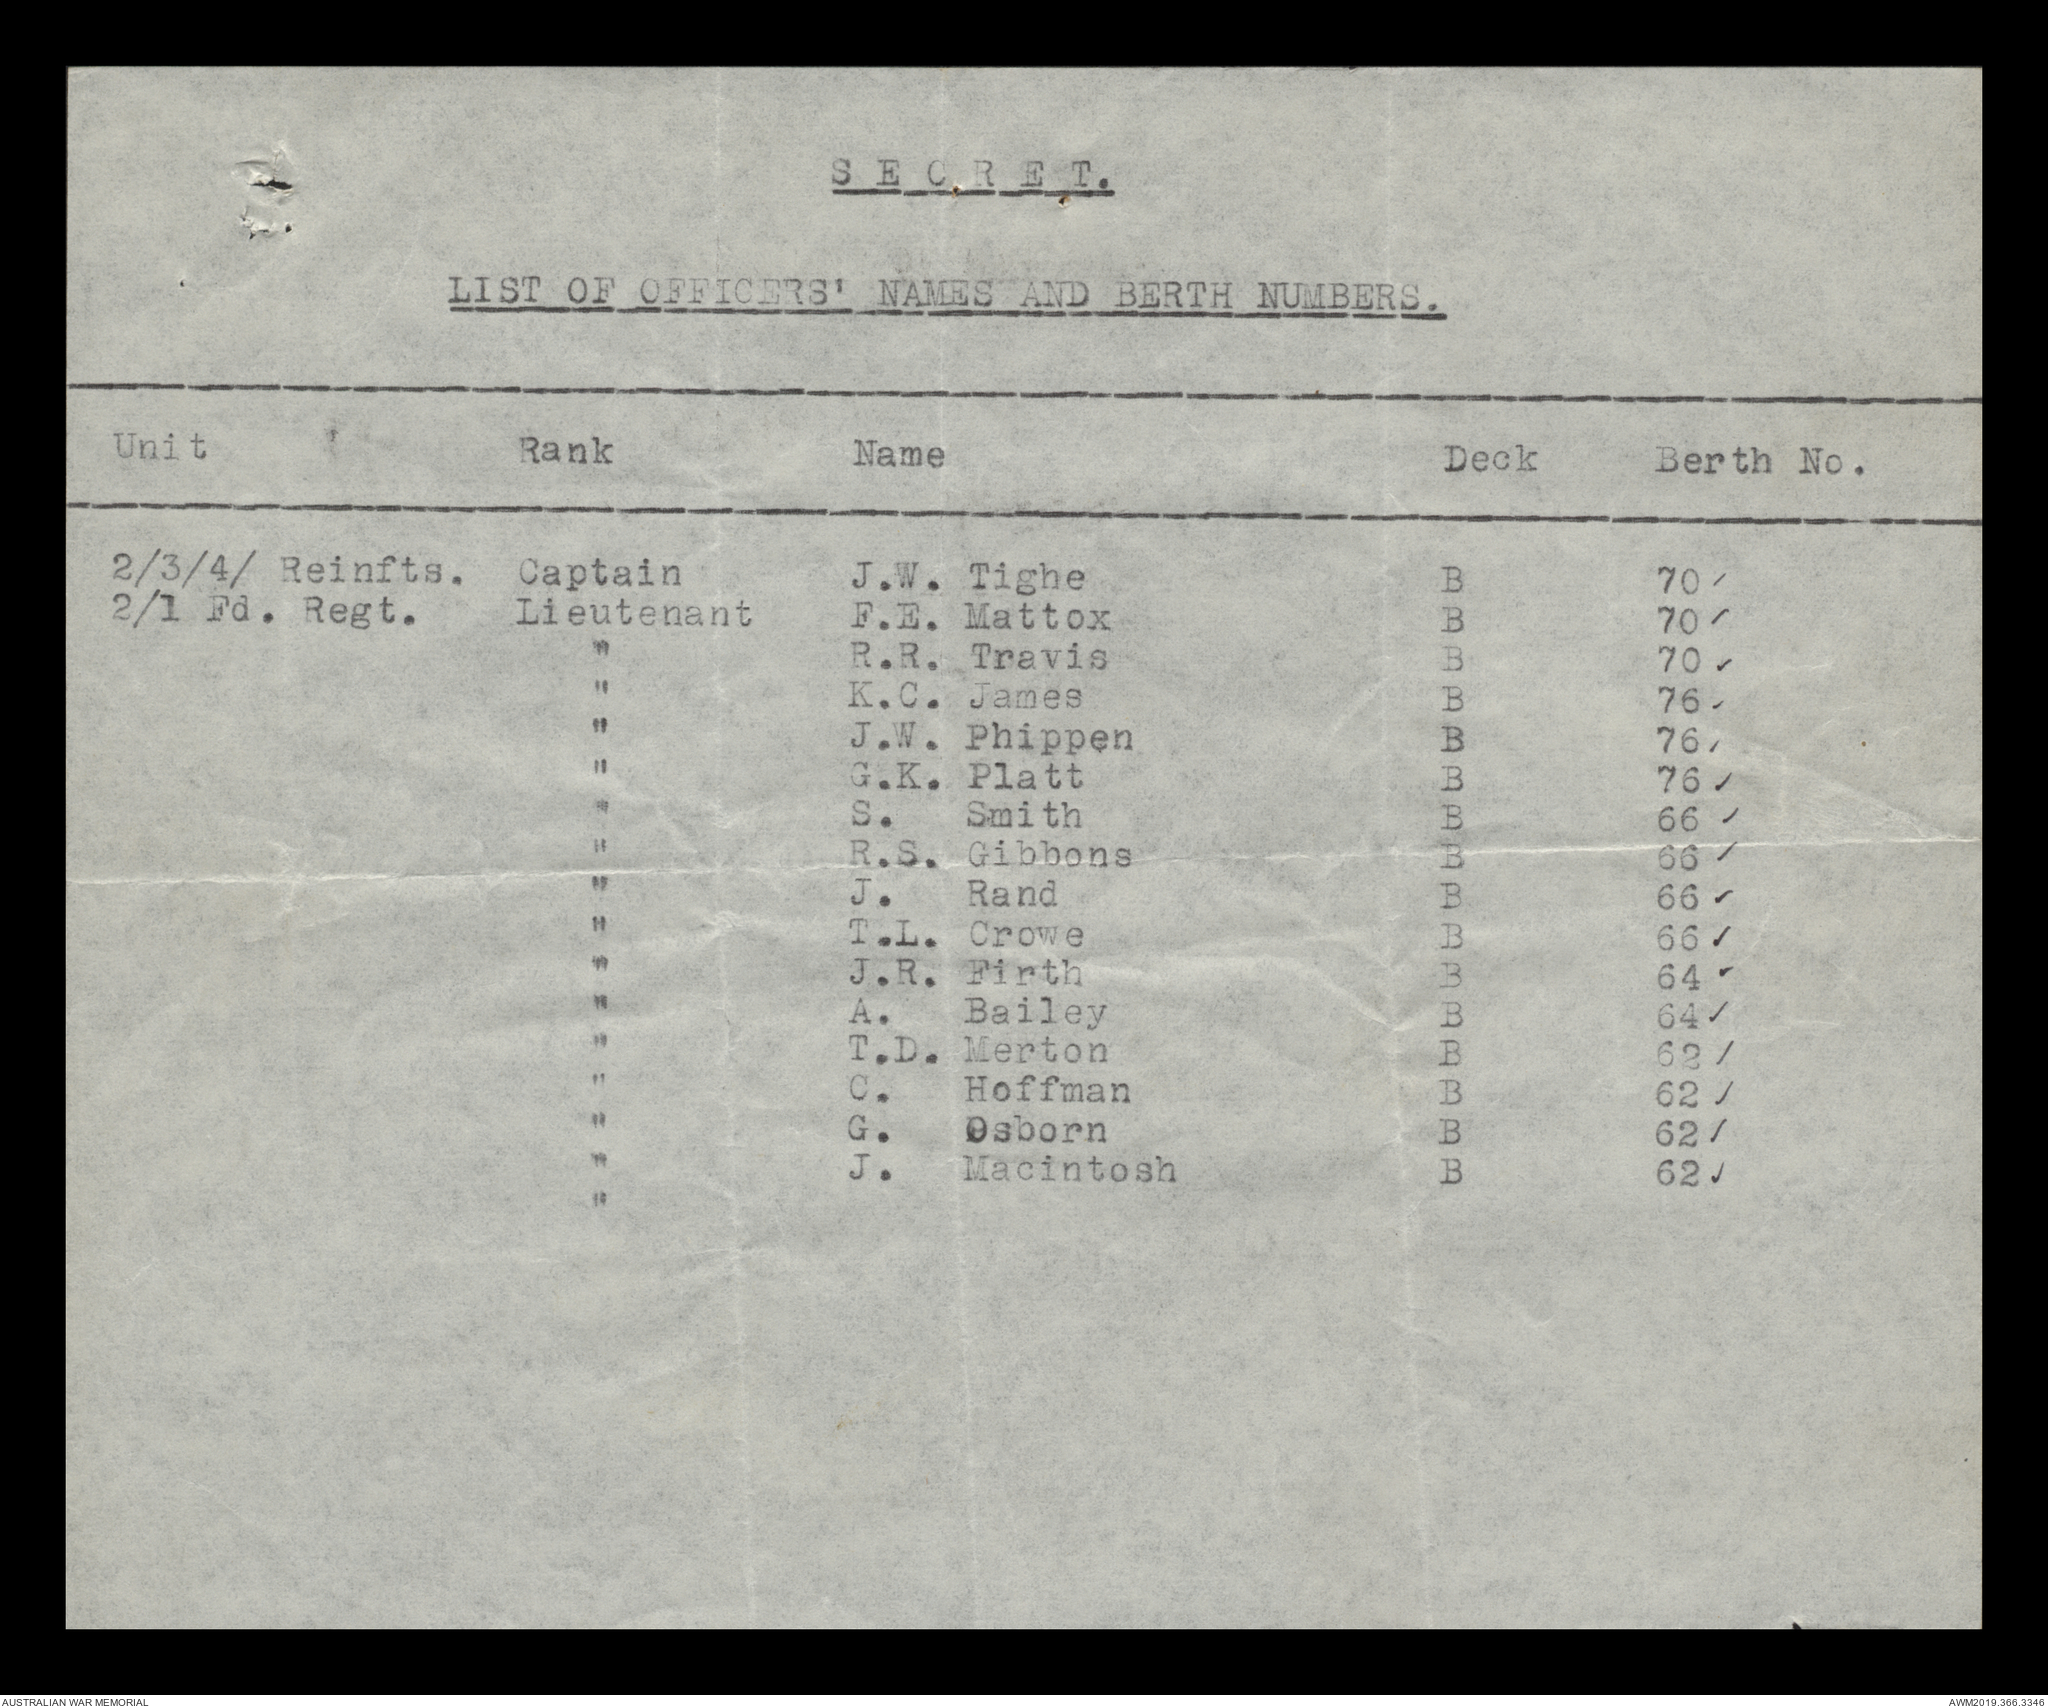 S E C R E T.
LIST OF OFFICERS' NAMES AND BERTH NUMBERS.
Unit Rank Name Deck Berth No.
2/3/4/ Reinfts. Captain J.W. Tighe B 70 ✓
2/1 Fd. Regt. Lieutenant F.E. Mattox B 70 ✓
" R.R. Travis B 70 ✓
" K.C. James B 76 ✓
" J.W. Phippen B 76 ✓
" G.K. Platt B 76 ✓
" S. Smith B 66 ✓
" R.S. Gibbons B 66 ✓
" J. Rand B 66 ✓
" T.L. Crowe B 66 ✓
" J.R. Firth B 64 ✓
" A. Bailey B 64 ✓
" T.D. Merton B 62 ✓
" C. Hoffman B 62 ✓
" G. Osborn B 62 ✓
" J. Macintosh B 62 ✓
"
AUSTRALIAN WAR MEMORIAL AWM2019.366.3346